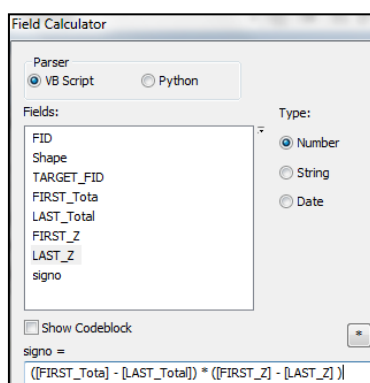 Field Calculator
Parser
VB Script Python
Fields:
Type:
FID
Shape
TARGET_FID
FIRST_Tota
LAST_Total
FIRST_Z
LAST_Z
signo
Number
String
Date
Show Codeblock
*
signo =
([FIRST_Tota] - [LAST_Total]) * ([FIRST_Z] - [LAST_Z] )